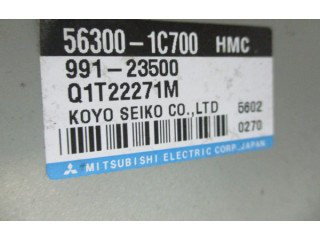 56300-1C700 HMC
991-23500
Q1T22271M
KOYO SEIKO CO.,LTD 5602
0270
MITSUBISHI ELECTRIC CORP., JAPAN